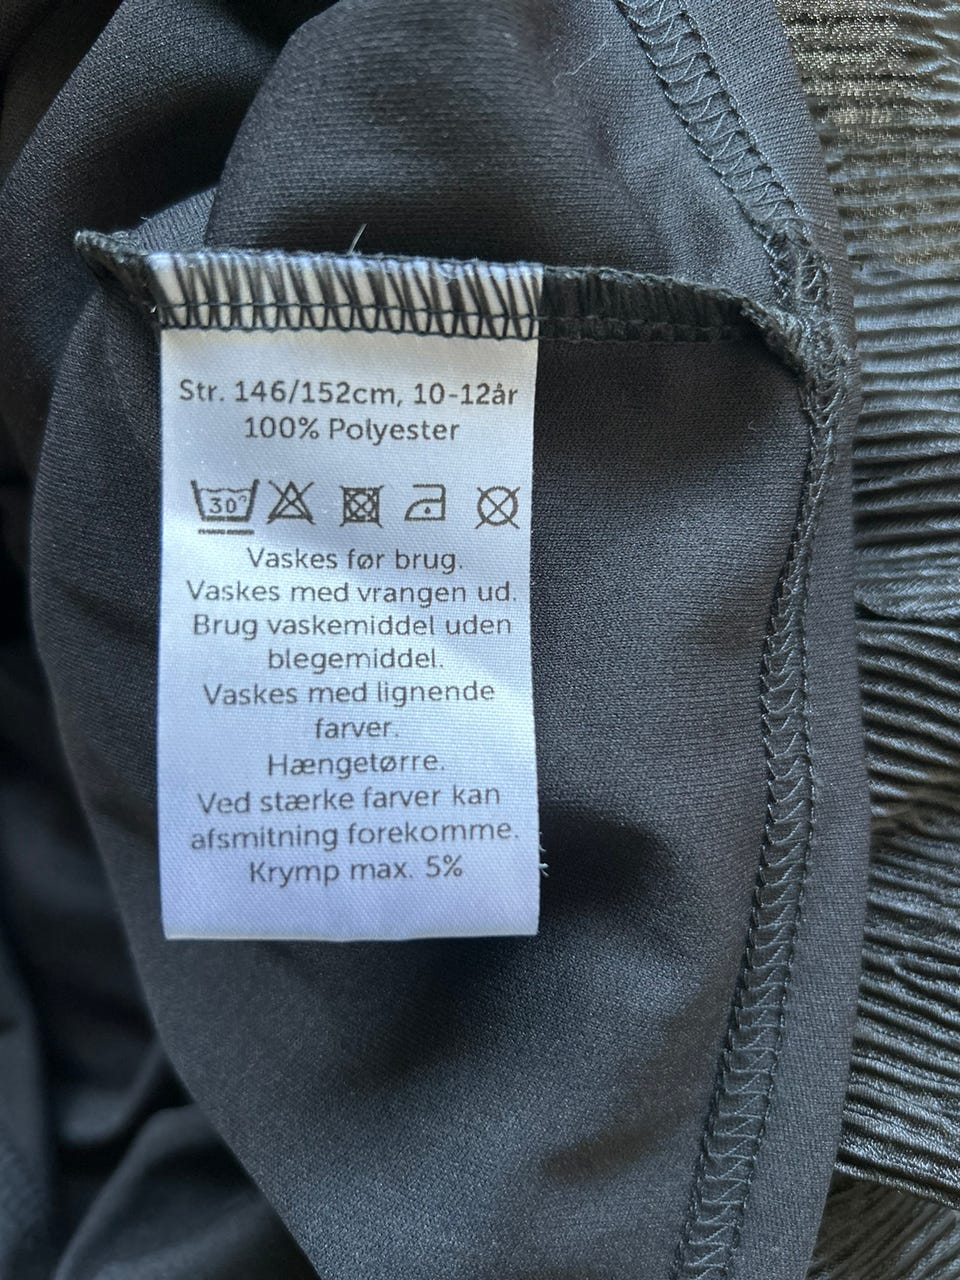 Str. 146/152cm, 10-12år
100% Polyester
30°
Vaskes før brug.
Vaskes med vrangen ud.
Brug vaskemiddel uden
blegemiddel.
Vaskes med lignende
farver.
Hængetørre.
Ved stærke farver kan
afsmitning forekomme.
Krymp max. 5%